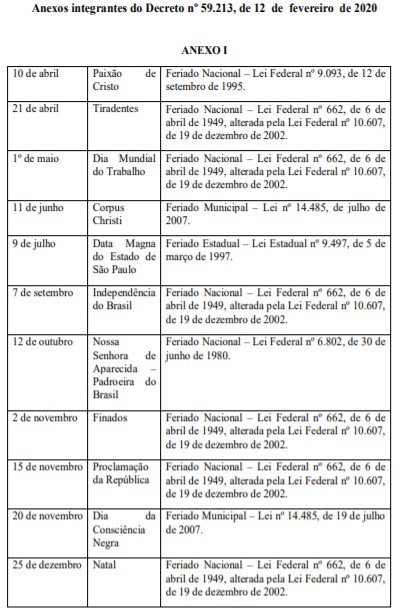 Anexos integrantes do Decreto nº 59.213, de 12 de fevereiro de 2020
ANEXO I
10 de abril
Paixão de
Cristo
Feriado Nacional – Lei Federal nº 9.093, de 12 de
setembro de 1995.
21 de abril
Tiradentes
Feriado Nacional – Lei Federal nº 662, de 6 de
abril de 1949, alterada pela Lei Federal nº 10.607,
de 19 de dezembro de 2002.
1º de maio
Dia Mundial
do Trabalho
Feriado Nacional – Lei Federal nº 662, de 6 de
abril de 1949, alterada pela Lei Federal nº 10.607,
de 19 de dezembro de 2002.
11 de junho
Corpus
Christi
Feriado Municipal – Lei nº 14.485, de julho de
2007.
9 de julho
Data Magna
do Estado de
São Paulo
Feriado Estadual – Lei Estadual nº 9.497, de 5 de
março de 1997.
7 de setembro
Independência
do Brasil
Feriado Nacional – Lei Federal nº 662, de 6 de
abril de 1949, alterada pela Lei Federal nº 10.607,
de 19 de dezembro de 2002.
12 de outubro
Nossa
Senhora de
Aparecida –
Padroeira do
Brasil
Feriado Nacional – Lei Federal nº 6.802, de 30 de
junho de 1980.
2 de novembro
Finados
Feriado Nacional – Lei Federal nº 662, de 6 de
abril de 1949, alterada pela Lei Federal nº 10.607,
de 19 de dezembro de 2002.
15 de novembro
Proclamação
da República
Feriado Nacional – Lei Federal nº 662, de 6 de
abril de 1949, alterada pela Lei Federal nº 10.607,
de 19 de dezembro de 2002.
20 de novembro
Dia da
Consciência
Negra
Feriado Municipal – Lei nº 14.485, de 19 de julho
de 2007.
25 de dezembro
Natal
Feriado Nacional – Lei Federal nº 662, de 6 de
abril de 1949, alterada pela Lei Federal nº 10.607,
de 19 de dezembro de 2002.